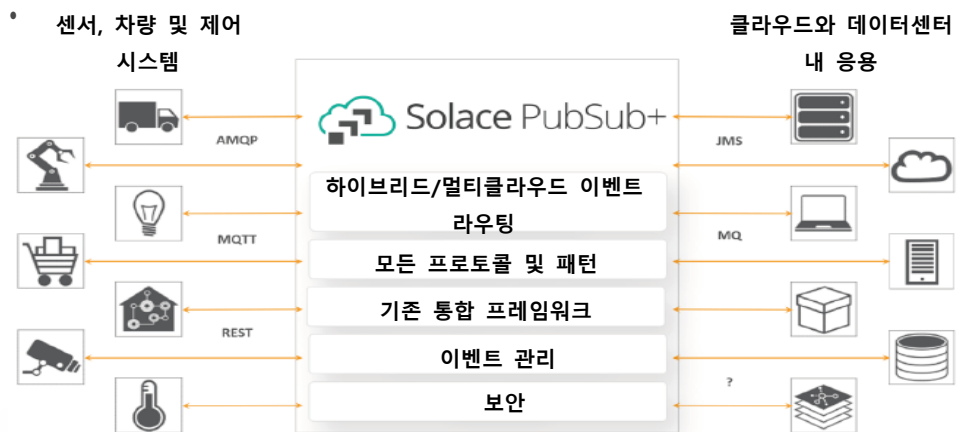 센서, 차량 및 제어
시스템
클라우드와 데이터센터
내 응용
Solace PubSub+
AMQP
JMS
하이브리드/멀티클라우드 이벤트
라우팅
MQTT
MQ
모든 프로토콜 및 패턴
기존 통합 프레임워크
REST
이벤트 관리
?
보안